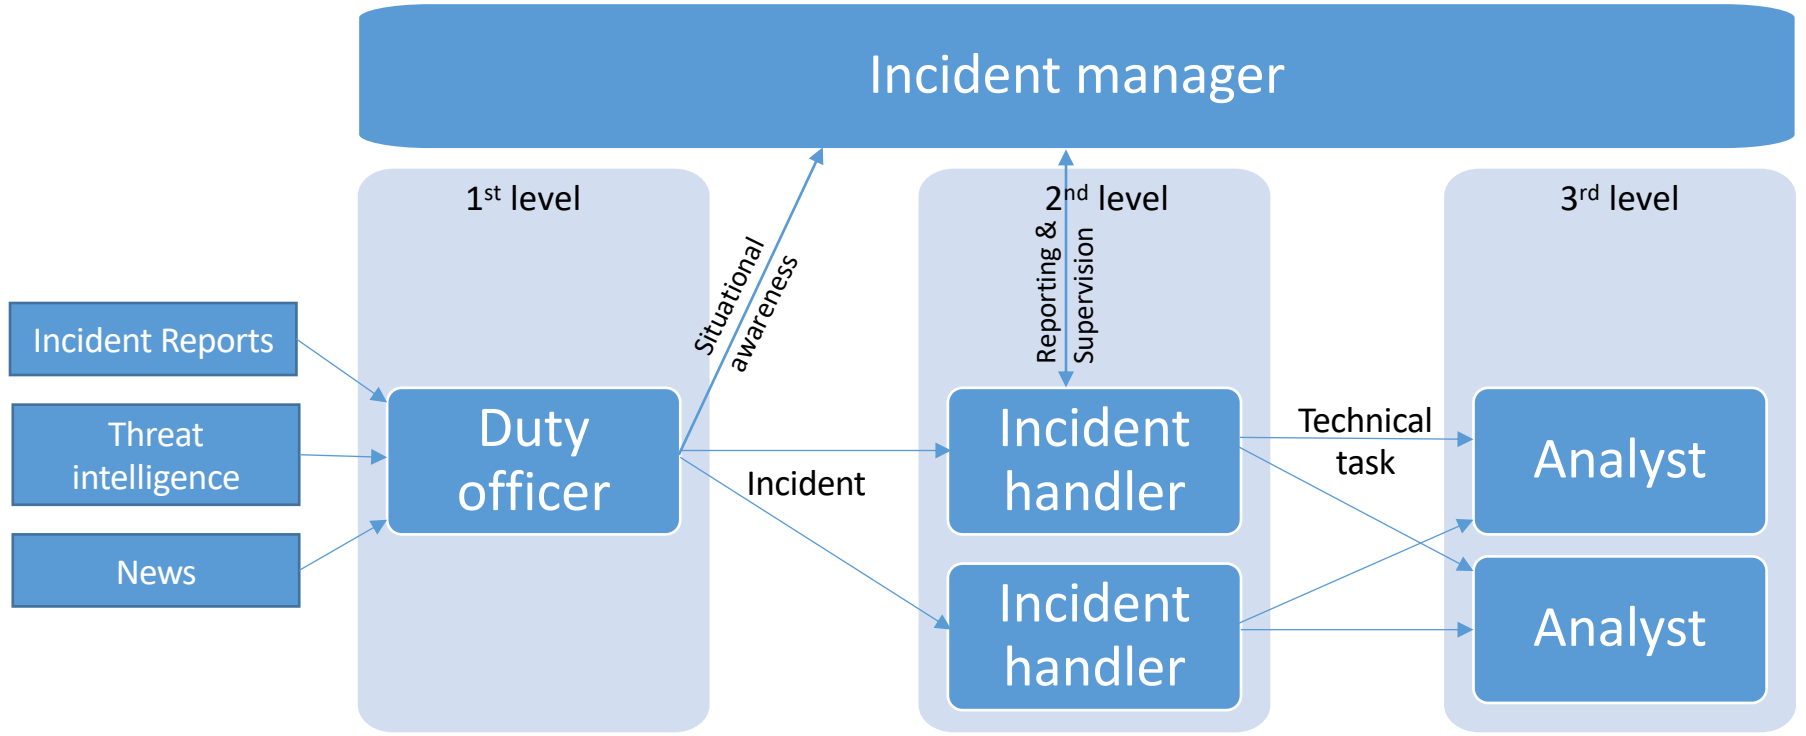 Incident manager
1st level
2nd level
3rd level
Situational
awareness
Reporting &
Supervision
Incident Reports
Threat
intelligence
News
Duty
officer
Incident
Incident
handler
Incident
handler
Technical
task
Analyst
Analyst